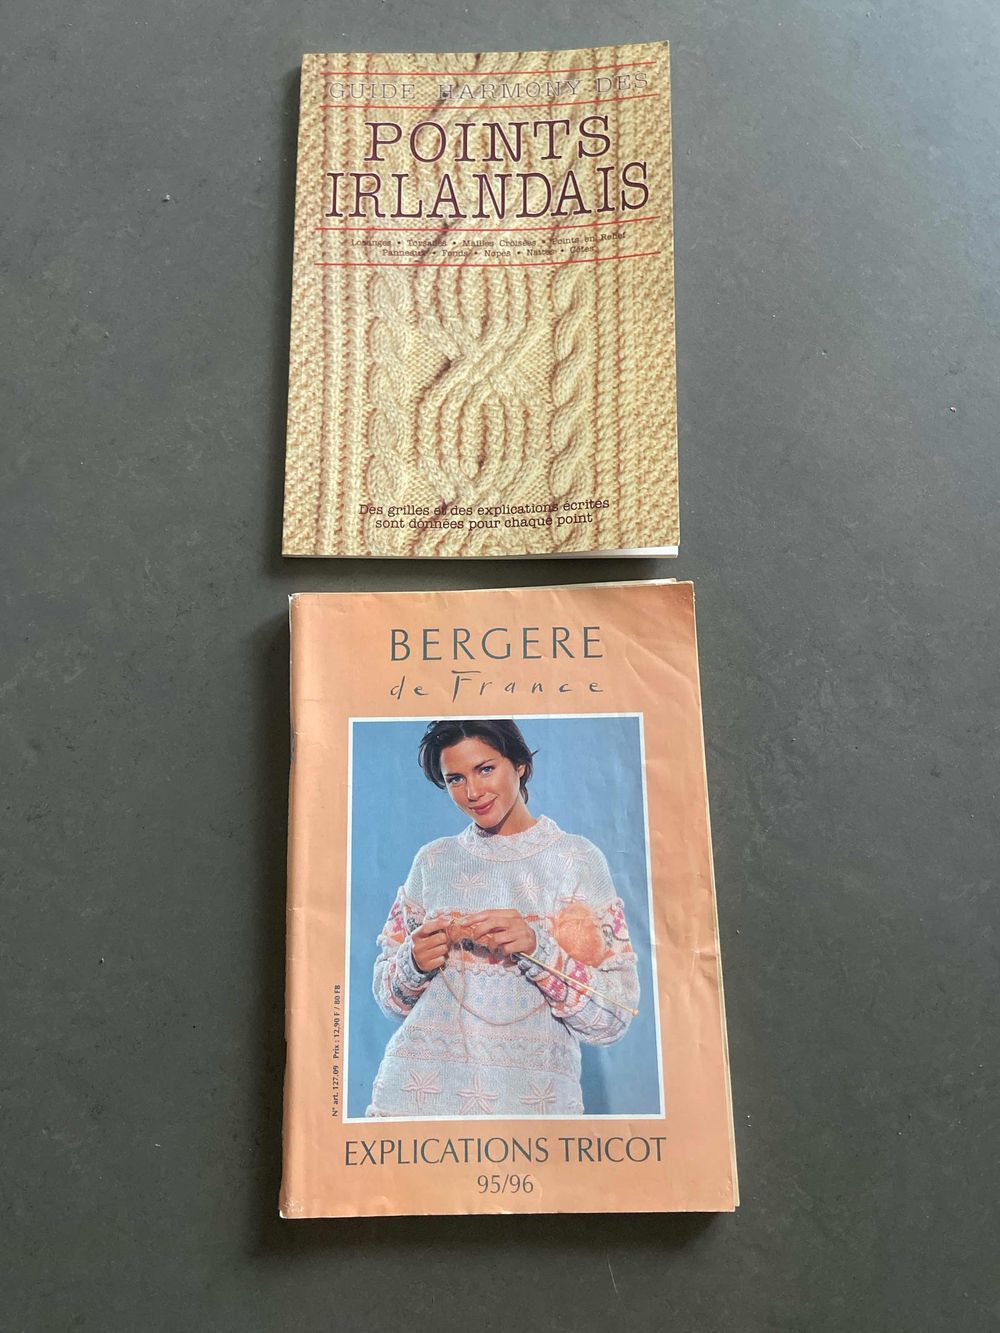 GUIDE HARMONY DES
POINTS
IRLANDAIS
Losanges • Torsades • Mailles Croisées • Points en Relief
Panneaux • Fonds • Nopes • Nattes • Côtes
Des grilles et des explications écrites
sont données pour chaque point
BERGERE
de France
N° art. 127.09 Prix : 12,90 F / 80 FB
EXPLICATIONS TRICOT
95/96